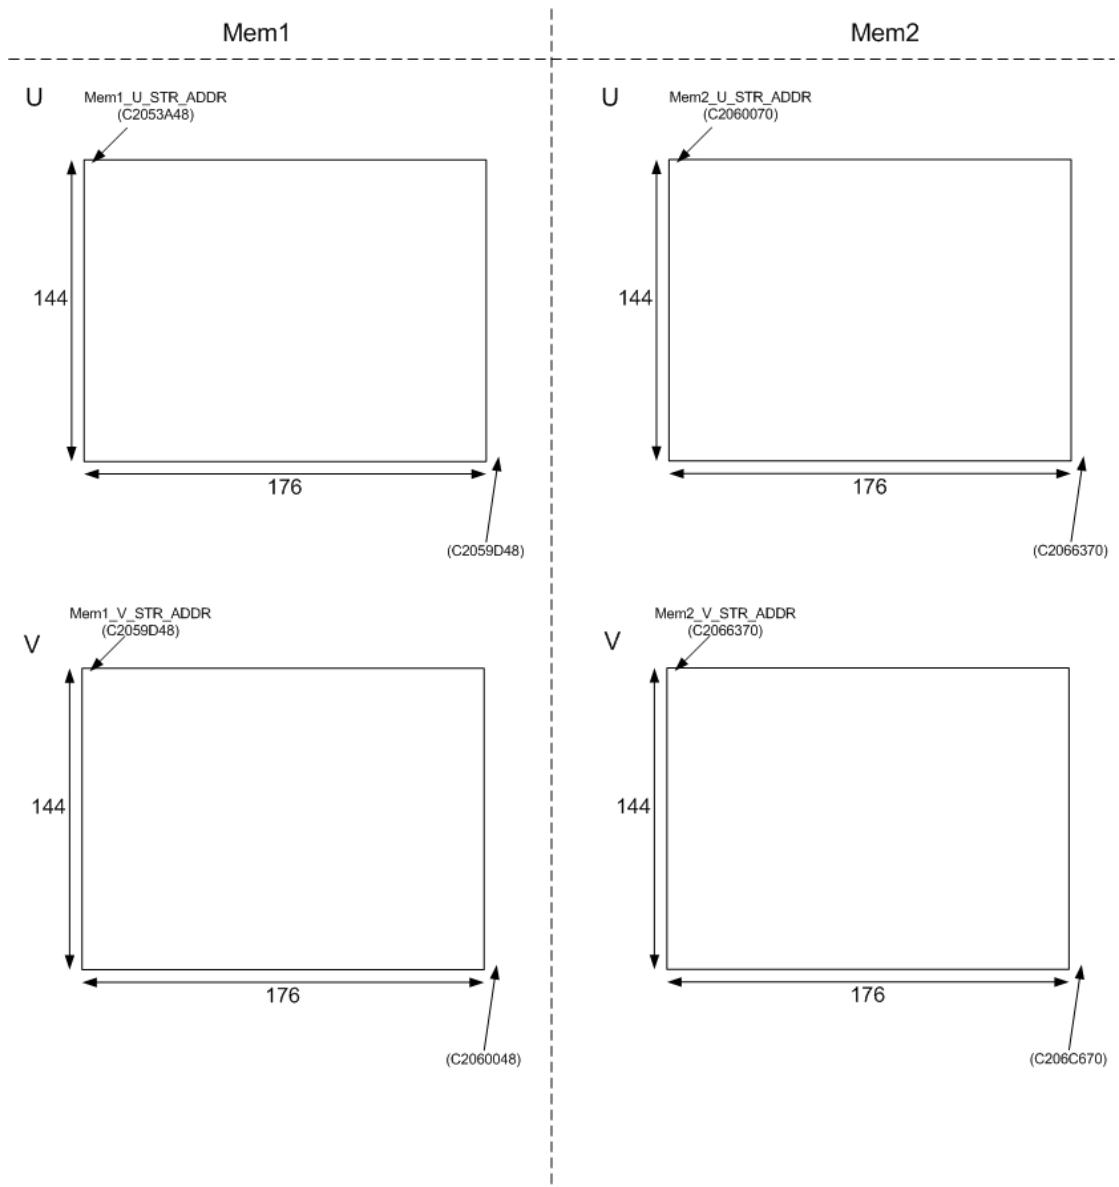 Mem1
Mem2
U
Mem1_U_STR_ADDR
(C2053A48)
144
176
(C2059D48)
U
Mem2_U_STR_ADDR
(C2060070)
144
176
(C2066370)
V
Mem1_V_STR_ADDR
(C2059D48)
144
176
(C2060048)
V
Mem2_V_STR_ADDR
(C2066370)
144
176
(C206C670)